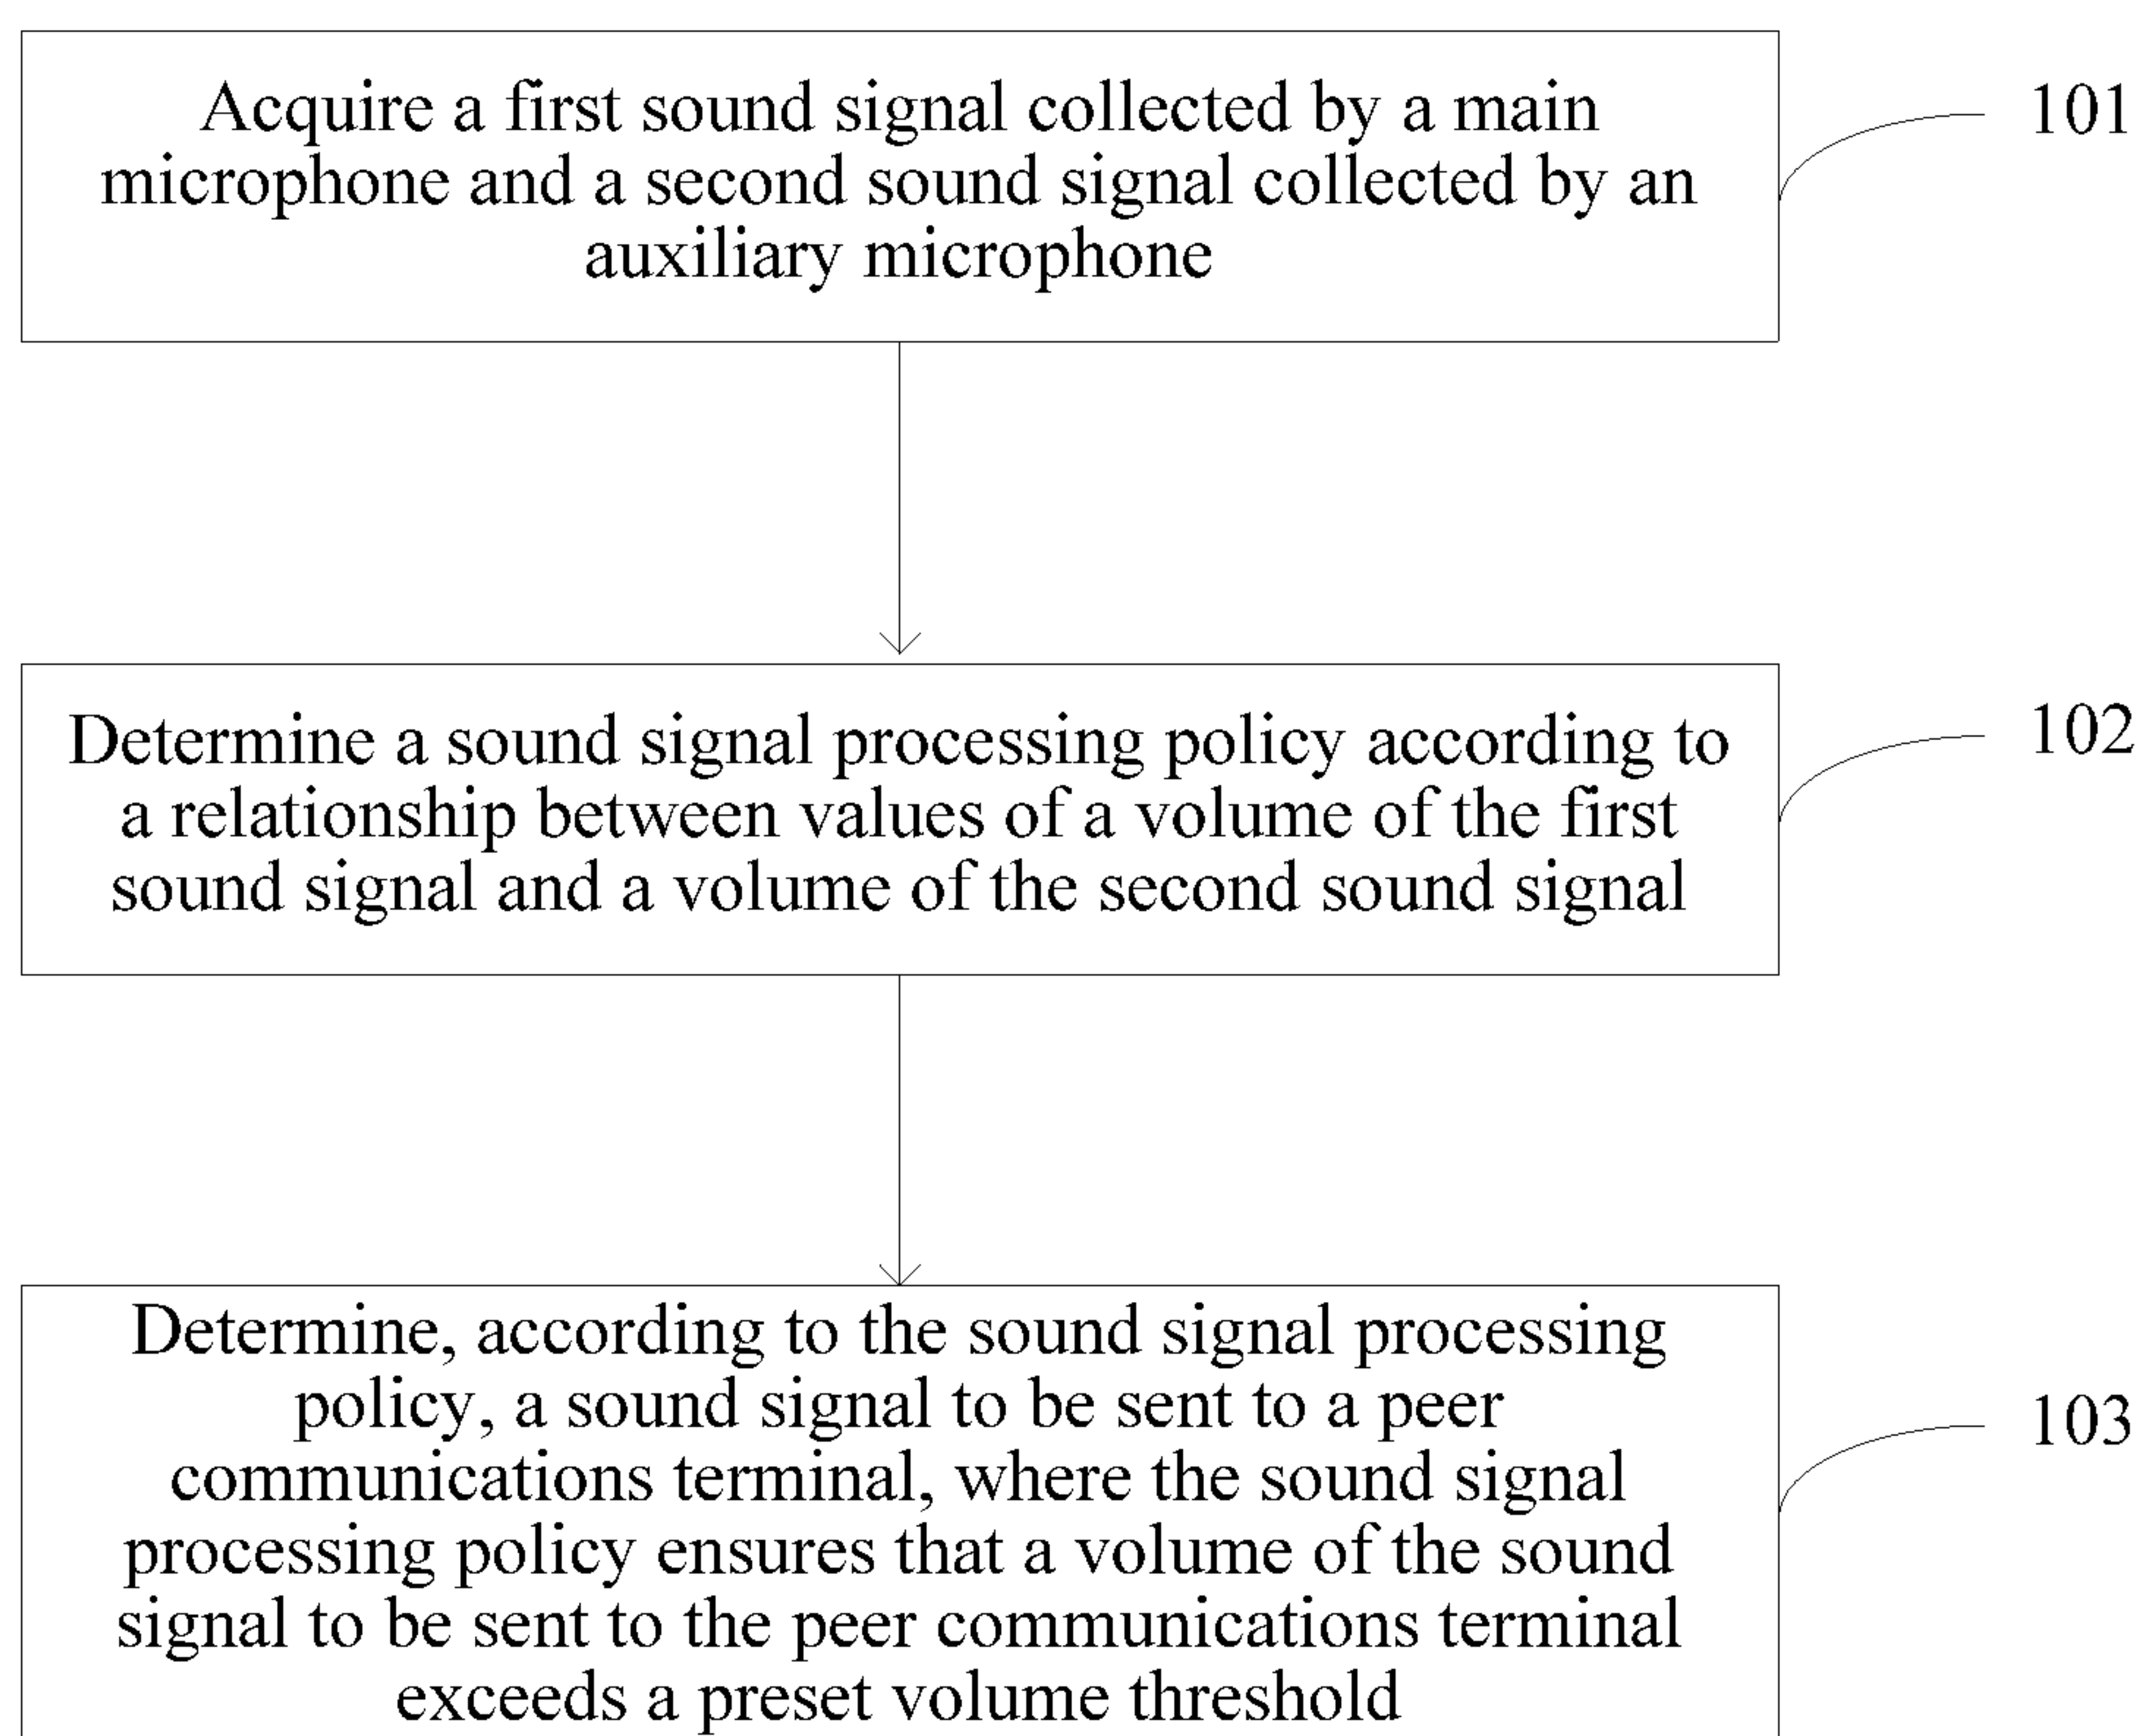 Acquire a first sound signal collected by a main
microphone and a second sound signal collected by an
auxiliary microphone
101
Determine a sound signal processing policy according to
a relationship between values of a volume of the first
sound signal and a volume of the second sound signal
102
Determine, according to the sound signal processing
policy, a sound signal to be sent to a peer
communications terminal, where the sound signal
processing policy ensures that a volume of the sound
signal to be sent to the peer communications terminal
exceeds a preset volume threshold
103